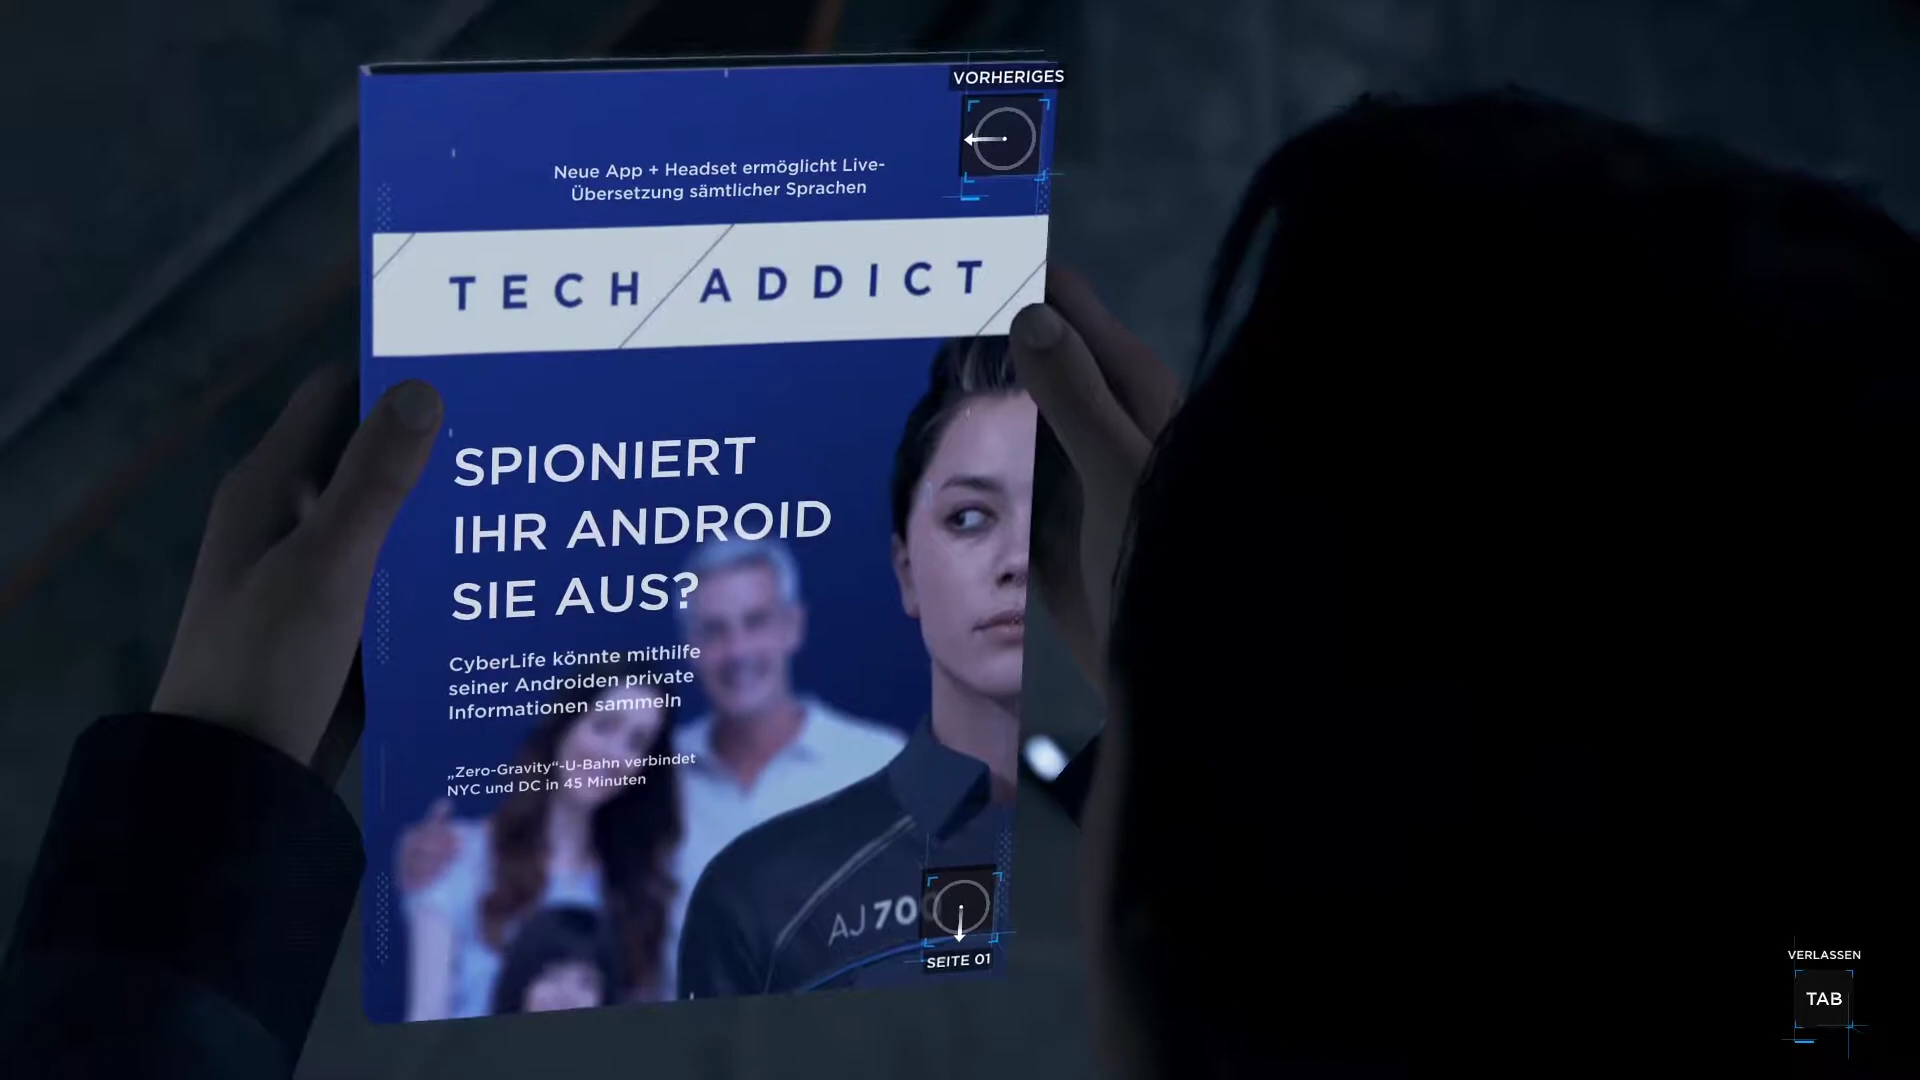 VORHERIGES
Neue App + Headset ermöglicht Live-
Übersetzung sämtlicher Sprachen
TECH ADDICT
SPIONIERT
IHR ANDROID
SIE AUS?
CyberLife könnte mithilfe
seiner Androiden private
Informationen sammeln
„Zero-Gravity“-U-Bahn verbindet
NYC und DC in 45 Minuten
AJ700
SEITE 01
VERLASSEN
TAB